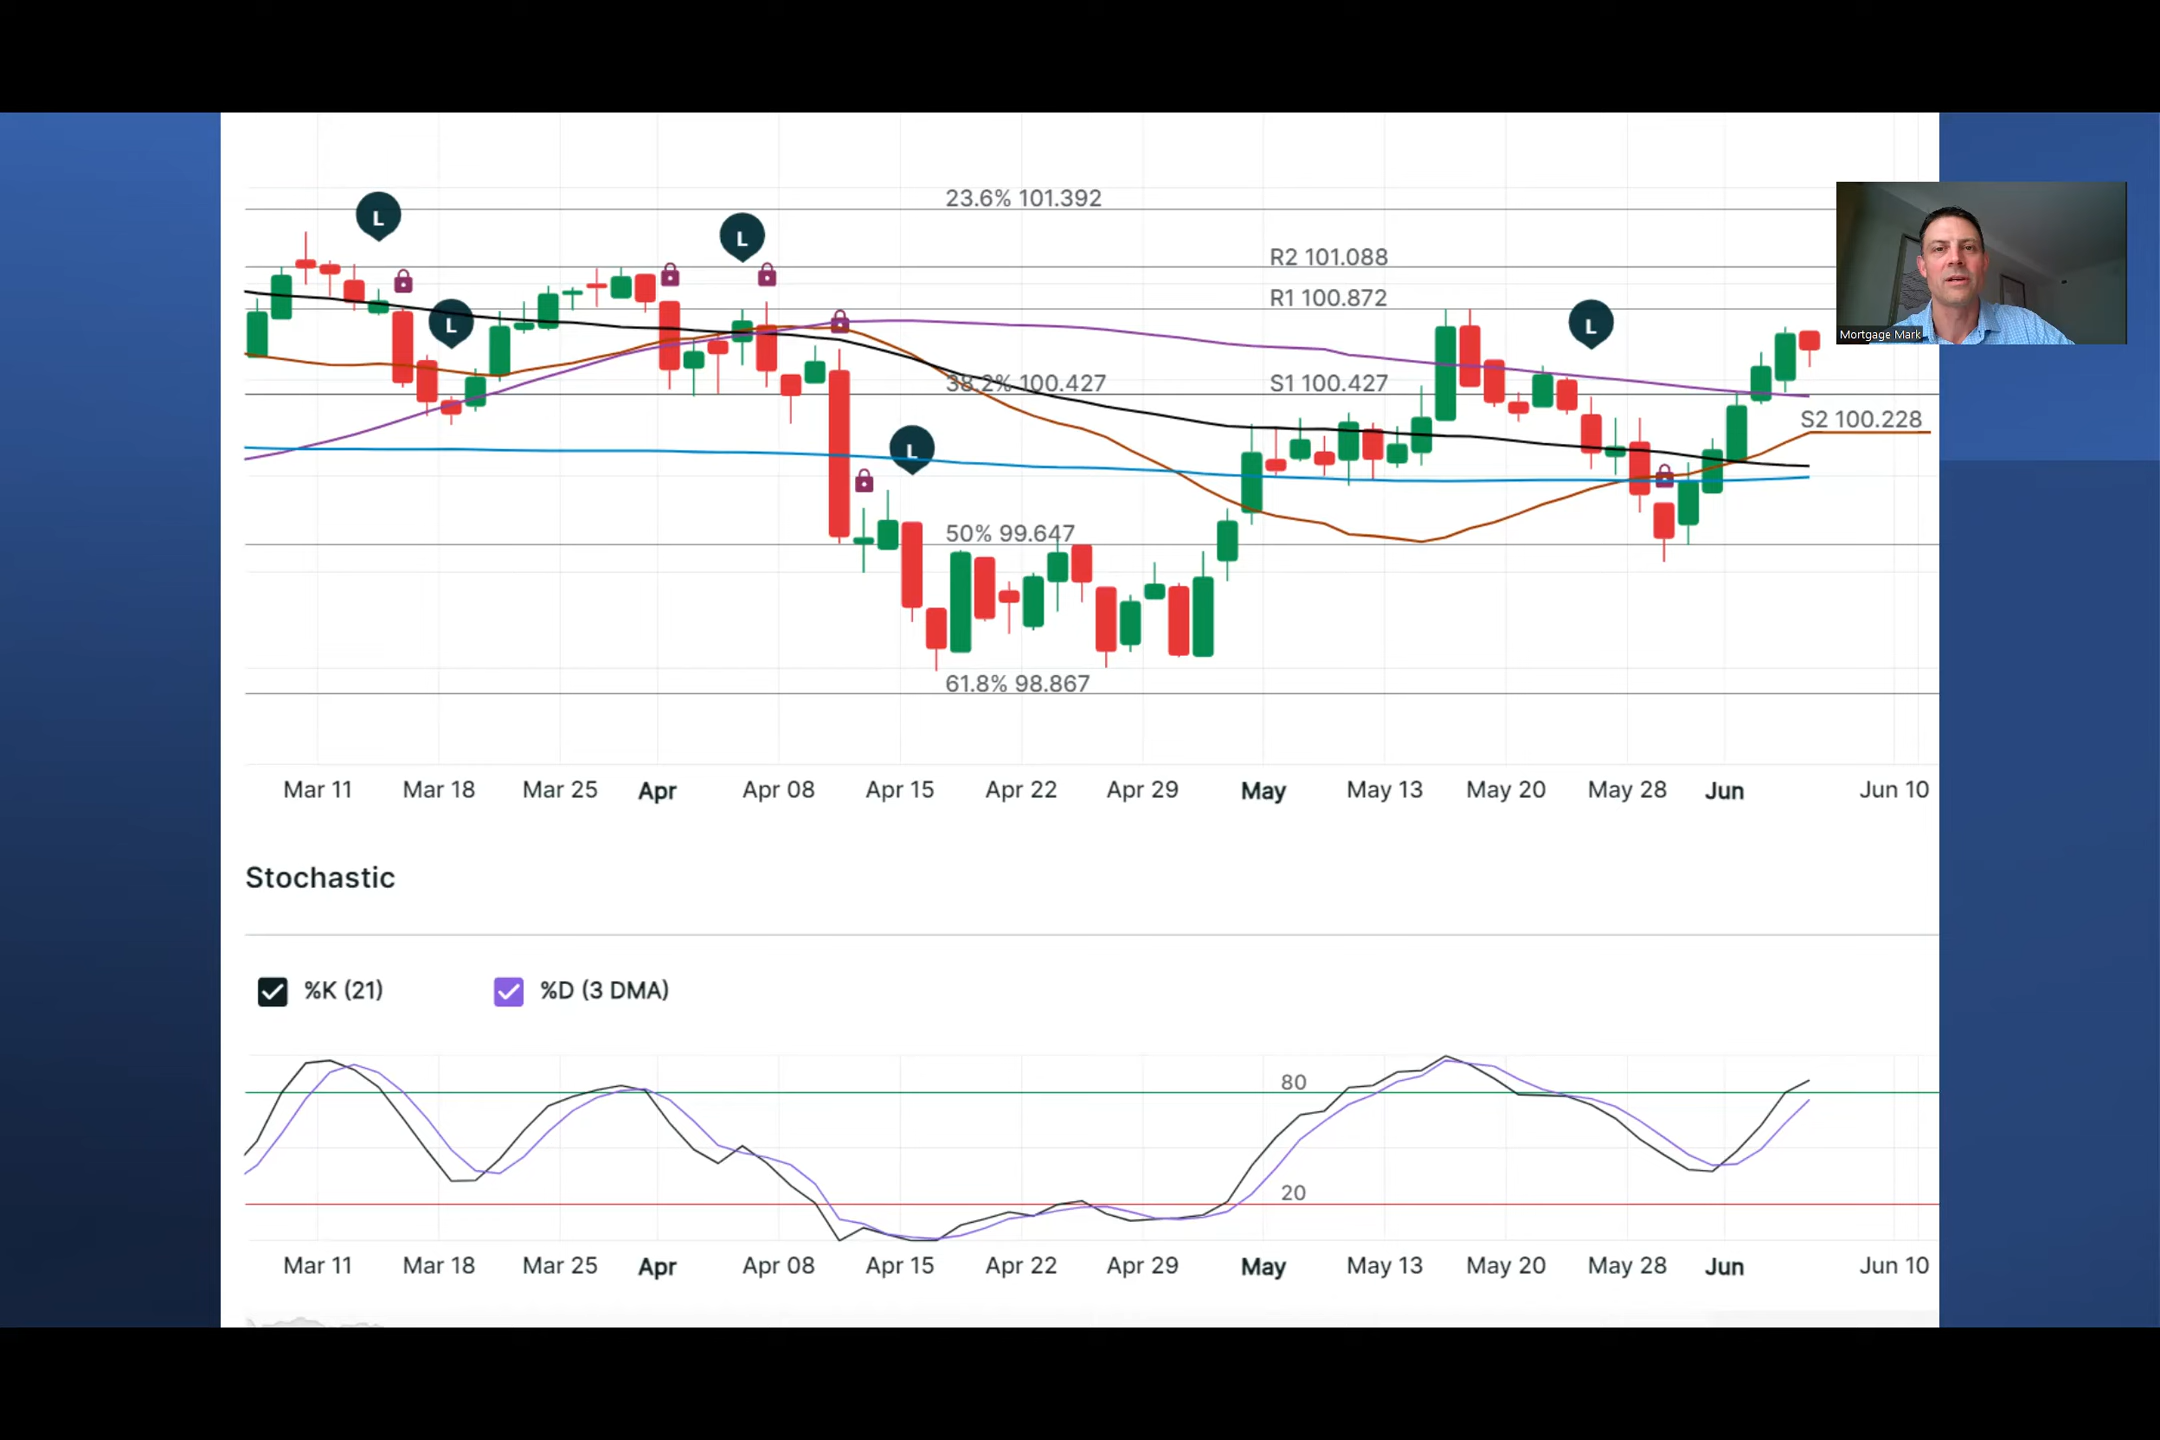 23.6% 101.392
L
L
L
L
L
R2 101.088
R1 100.872
Mortgage Mark
38.2% 100.427
S1 100.427
S2 100.228
50% 99.647
61.8% 98.867
Mar 11 Mar 18 Mar 25 Apr Apr 08 Apr 15 Apr 22 Apr 29 May May 13 May 20 May 28 Jun Jun 10
Stochastic
%K (21) %D (3 DMA)
80
20
Mar 11 Mar 18 Mar 25 Apr Apr 08 Apr 15 Apr 22 Apr 29 May May 13 May 20 May 28 Jun Jun 10